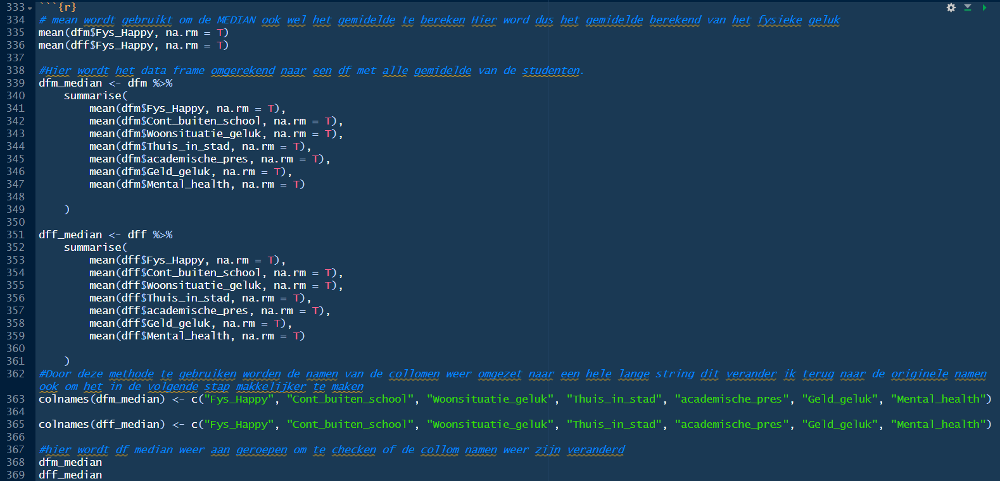 333 ```{r}
334 # mean wordt gebruikt om de MEDIAN ook wel het gemidelde te bereken Hier word dus het gemidelde berekend van het fysieke geluk
335 mean(dfm$Fys_Happy, na.rm = T)
336 mean(dff$Fys_Happy, na.rm = T)
337
338 #Hier wordt het data frame omgerekend naar een df met alle gemidelde van de studenten.
339 dfm_median <- dfm %>%
340     summarise(
341         mean(dfm$Fys_Happy, na.rm = T),
342         mean(dfm$Cont_buiten_school, na.rm = T),
343         mean(dfm$Woonsituatie_geluk, na.rm = T),
344         mean(dfm$Thuis_in_stad, na.rm = T),
345         mean(dfm$academische_pres, na.rm = T),
346         mean(dfm$Geld_geluk, na.rm = T),
347         mean(dfm$Mental_health, na.rm = T)
348
349     )
350
351 dff_median <- dff %>%
352     summarise(
353         mean(dff$Fys_Happy, na.rm = T),
354         mean(dff$Cont_buiten_school, na.rm = T),
355         mean(dff$Woonsituatie_geluk, na.rm = T),
356         mean(dff$Thuis_in_stad, na.rm = T),
357         mean(dff$academische_pres, na.rm = T),
358         mean(dff$Geld_geluk, na.rm = T),
359         mean(dff$Mental_health, na.rm = T)
360
361     )
362 #Door deze methode te gebruiken worden de namen van de collomen weer omgezet naar een hele lange string dit verander ik terug naar de originele namen
ook om het in de volgende stap makkelijker te maken
363 colnames(dfm_median) <- c("Fys_Happy", "Cont_buiten_school", "Woonsituatie_geluk", "Thuis_in_stad", "academische_pres", "Geld_geluk", "Mental_health")
364
365 colnames(dff_median) <- c("Fys_Happy", "Cont_buiten_school", "Woonsituatie_geluk", "Thuis_in_stad", "academische_pres", "Geld_geluk", "Mental_health")
366
367 #hier wordt df median weer aan geroepen om te checken of de collom namen weer zijn veranderd
368 dfm_median
369 dff_median